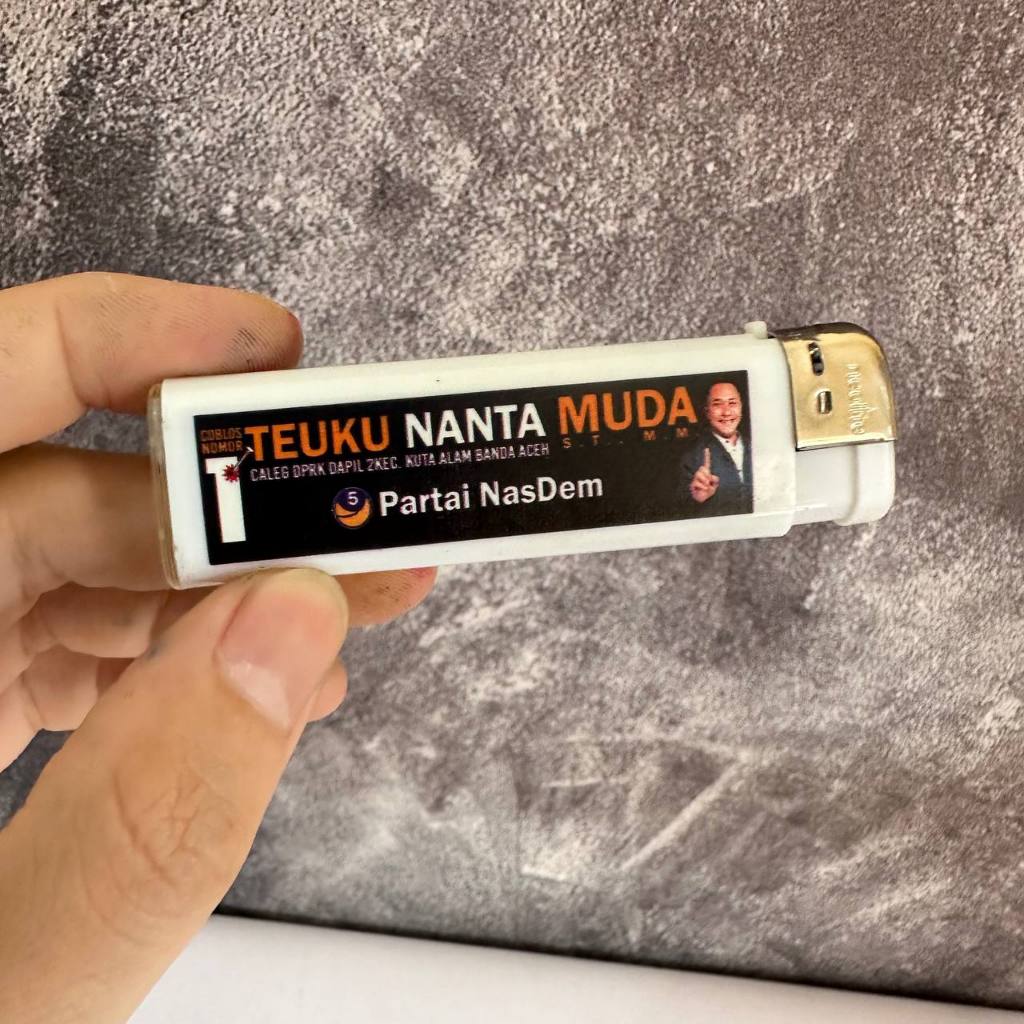 COBLOS
NOMOR
1
TEUKU NANTA MUDA
S.T., M.M
CALEG DPRK DAPIL 2 KEC. KUTA ALAM BANDA ACEH
5
Partai NasDem